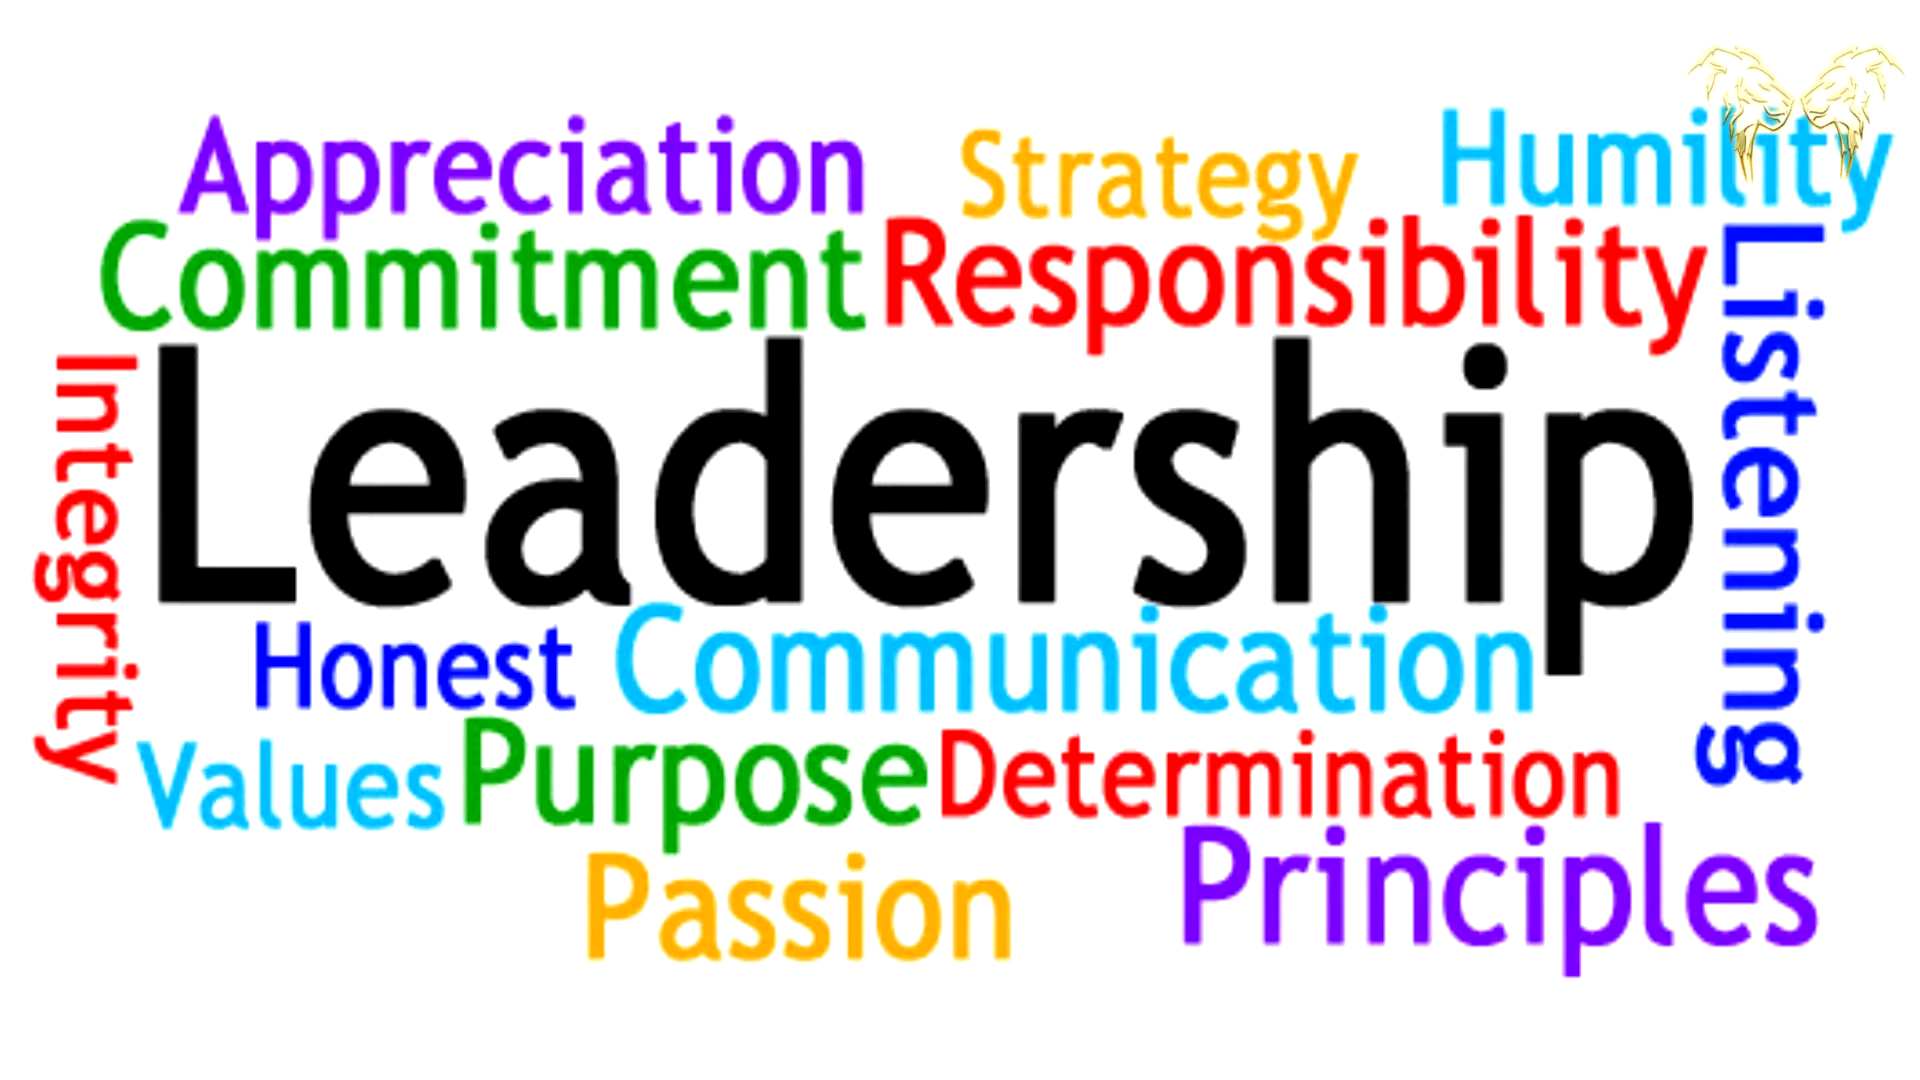 Appreciation Strategy Humility
Commitment Responsibility
Listening
Integrity
Leadership
Honest Communication
Values Purpose Determination
Passion Principles